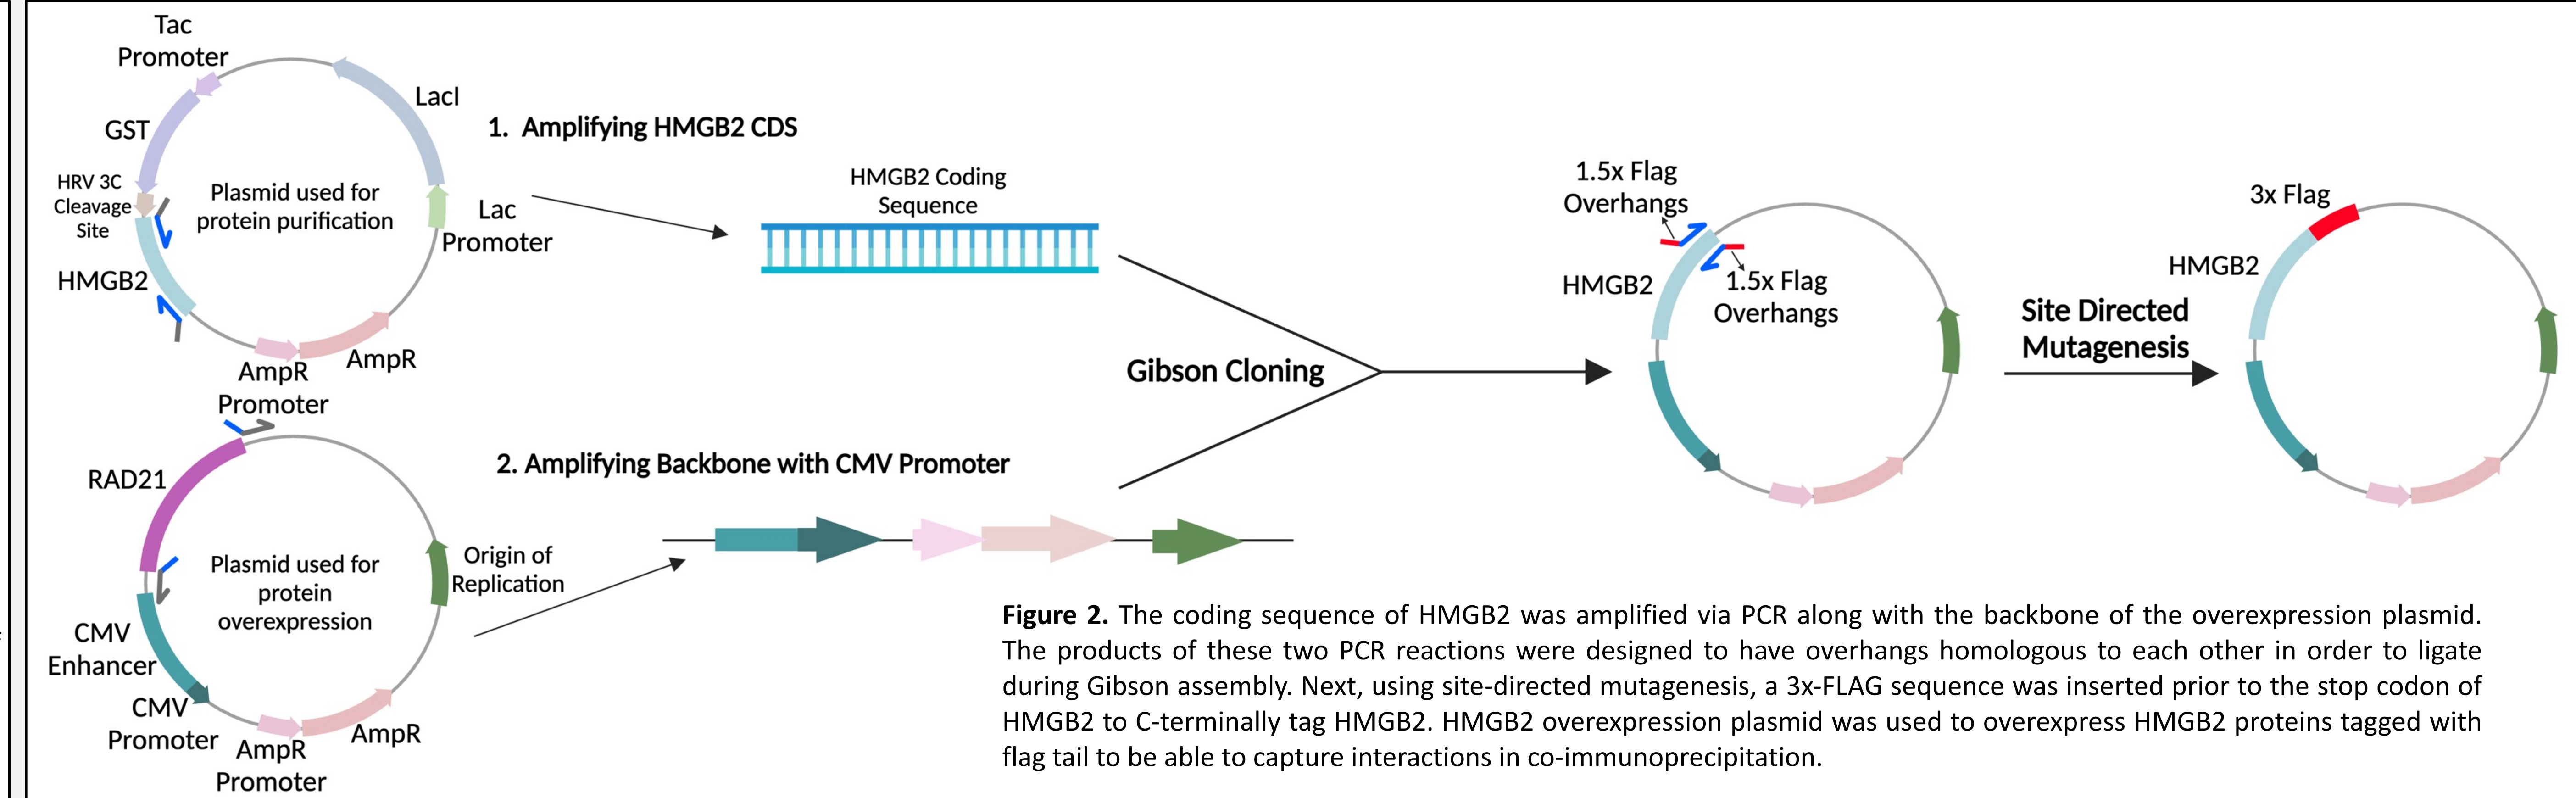 Tac
Promoter
LacI
GST
HRV 3C
Cleavage
Site
Plasmid used for
protein purification
Lac
Promoter
HMGB2
AmpR
AmpR
Promoter
1. Amplifying HMGB2 CDS
HMGB2 Coding
Sequence
RAD21
Plasmid used for
protein
overexpression
Origin of
Replication
CMV
Enhancer
CMV
Promoter
AmpR
Promoter
AmpR
2. Amplifying Backbone with CMV Promoter
Gibson Cloning
1.5x Flag
Overhangs
HMGB2
1.5x Flag
Overhangs
Site Directed
Mutagenesis
3x Flag
HMGB2
Figure 2. The coding sequence of HMGB2 was amplified via PCR along with the backbone of the overexpression plasmid.
The products of these two PCR reactions were designed to have overhangs homologous to each other in order to ligate
during Gibson assembly. Next, using site-directed mutagenesis, a 3x-FLAG sequence was inserted prior to the stop codon of
HMGB2 to C-terminally tag HMGB2. HMGB2 overexpression plasmid was used to overexpress HMGB2 proteins tagged with
flag tail to be able to capture interactions in co-immunoprecipitation.